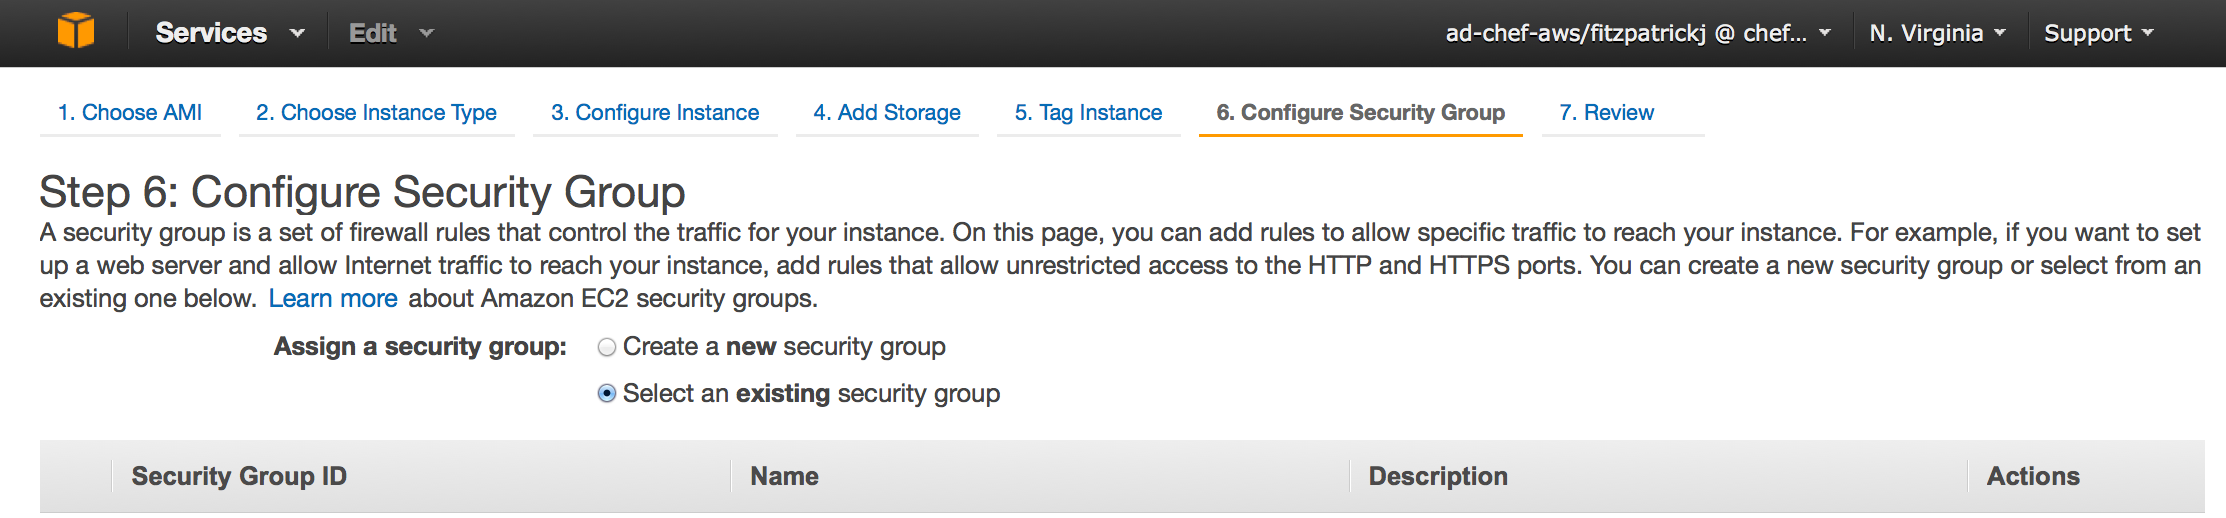 Services Edit ad-chef-aws/fitzpatrickj @ chef... N. Virginia Support
1. Choose AMI 2. Choose Instance Type 3. Configure Instance 4. Add Storage 5. Tag Instance 6. Configure Security Group 7. Review
Step 6: Configure Security Group
A security group is a set of firewall rules that control the traffic for your instance. On this page, you can add rules to allow specific traffic to reach your instance. For example, if you want to set
up a web server and allow Internet traffic to reach your instance, add rules that allow unrestricted access to the HTTP and HTTPS ports. You can create a new security group or select from an
existing one below. Learn more about Amazon EC2 security groups.
Assign a security group: Create a new security group
Select an existing security group
Security Group ID Name Description Actions